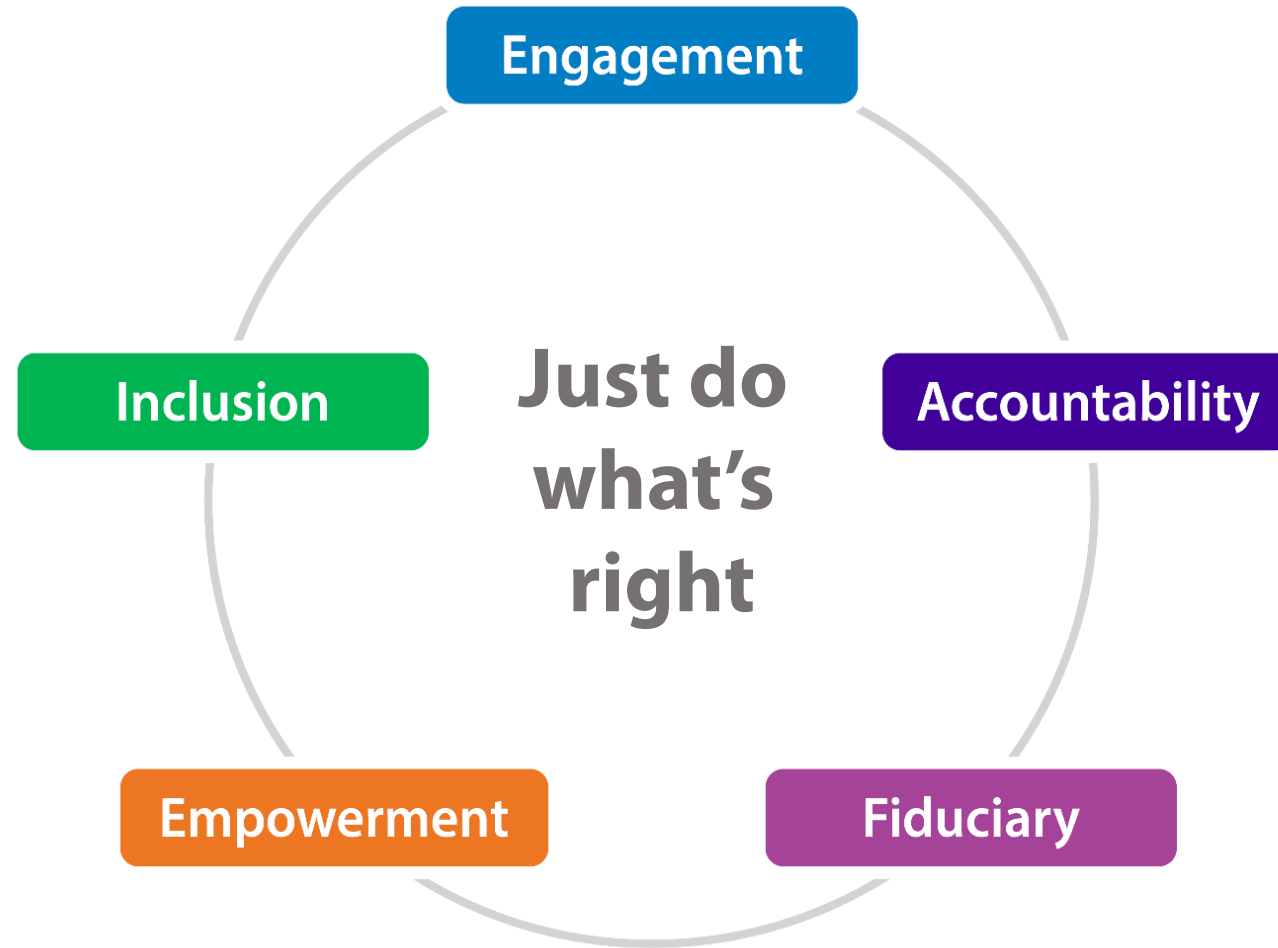 Engagement
Inclusion
Just do
what’s
right
Accountability
Empowerment
Fiduciary